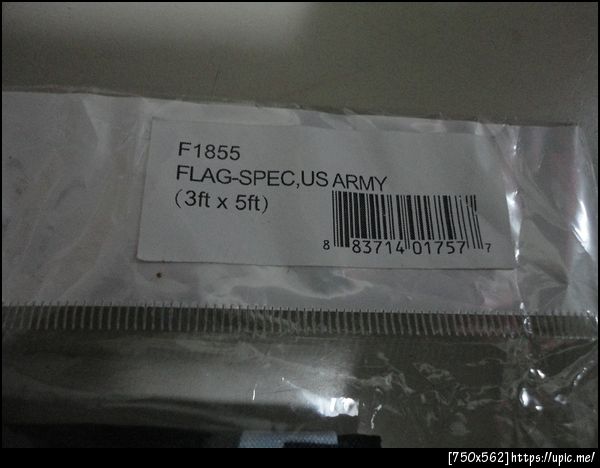 F1855
FLAG-SPEC,US ARMY
(3ft x 5ft)
8 83714 01757 7
[750x562]https://upic.me/